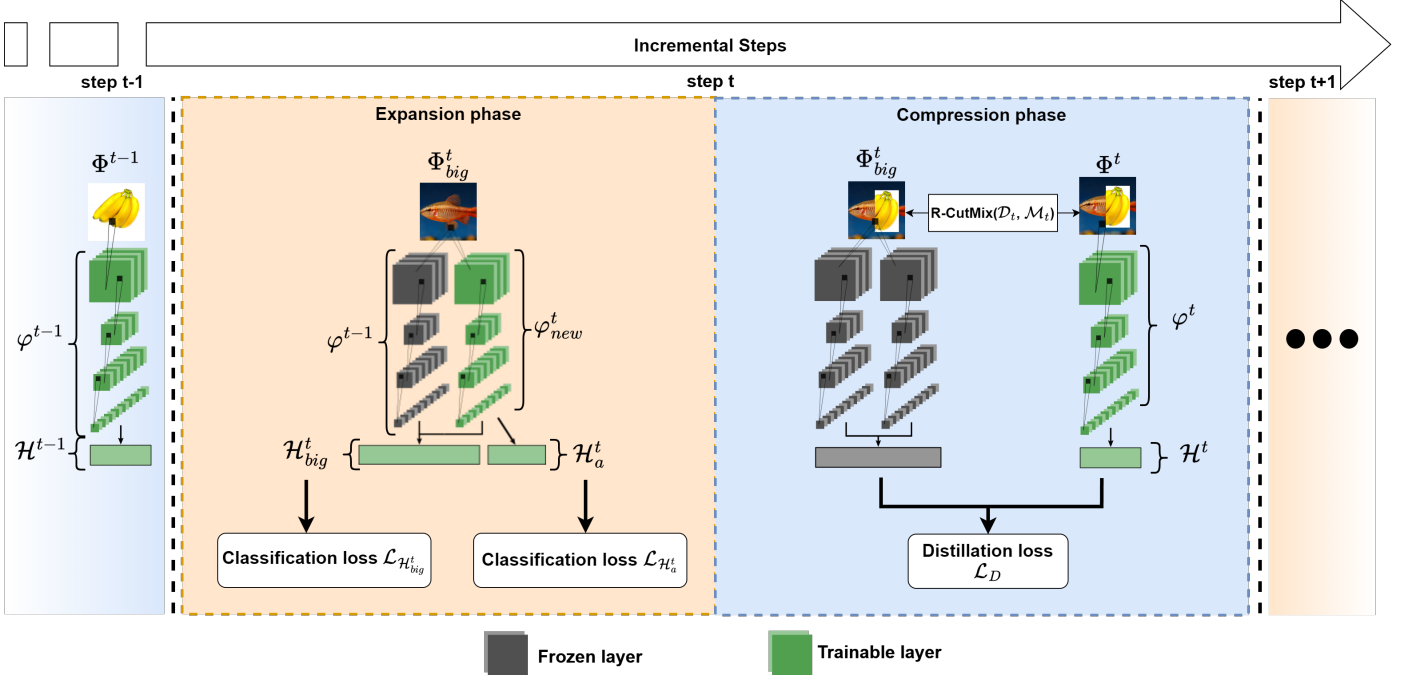 Incremental Steps
step t-1
step t
step t+1
Expansion phase
Compression phase
Φ^{t−1}
Φ^t_{big}
Φ^t_{big}
Φ^t
R-CutMix(𝒟_t, ℳ_t)
φ^{t−1}
φ^{t−1}
φ^t_{new}
φ^t
ℋ^{t−1}
ℋ^t_{big}
ℋ^t_a
ℋ^t
Classification loss ℒ_{ℋ^t_{big}}
Classification loss ℒ_{ℋ^t_a}
Distillation loss
ℒ_D
Frozen layer
Trainable layer